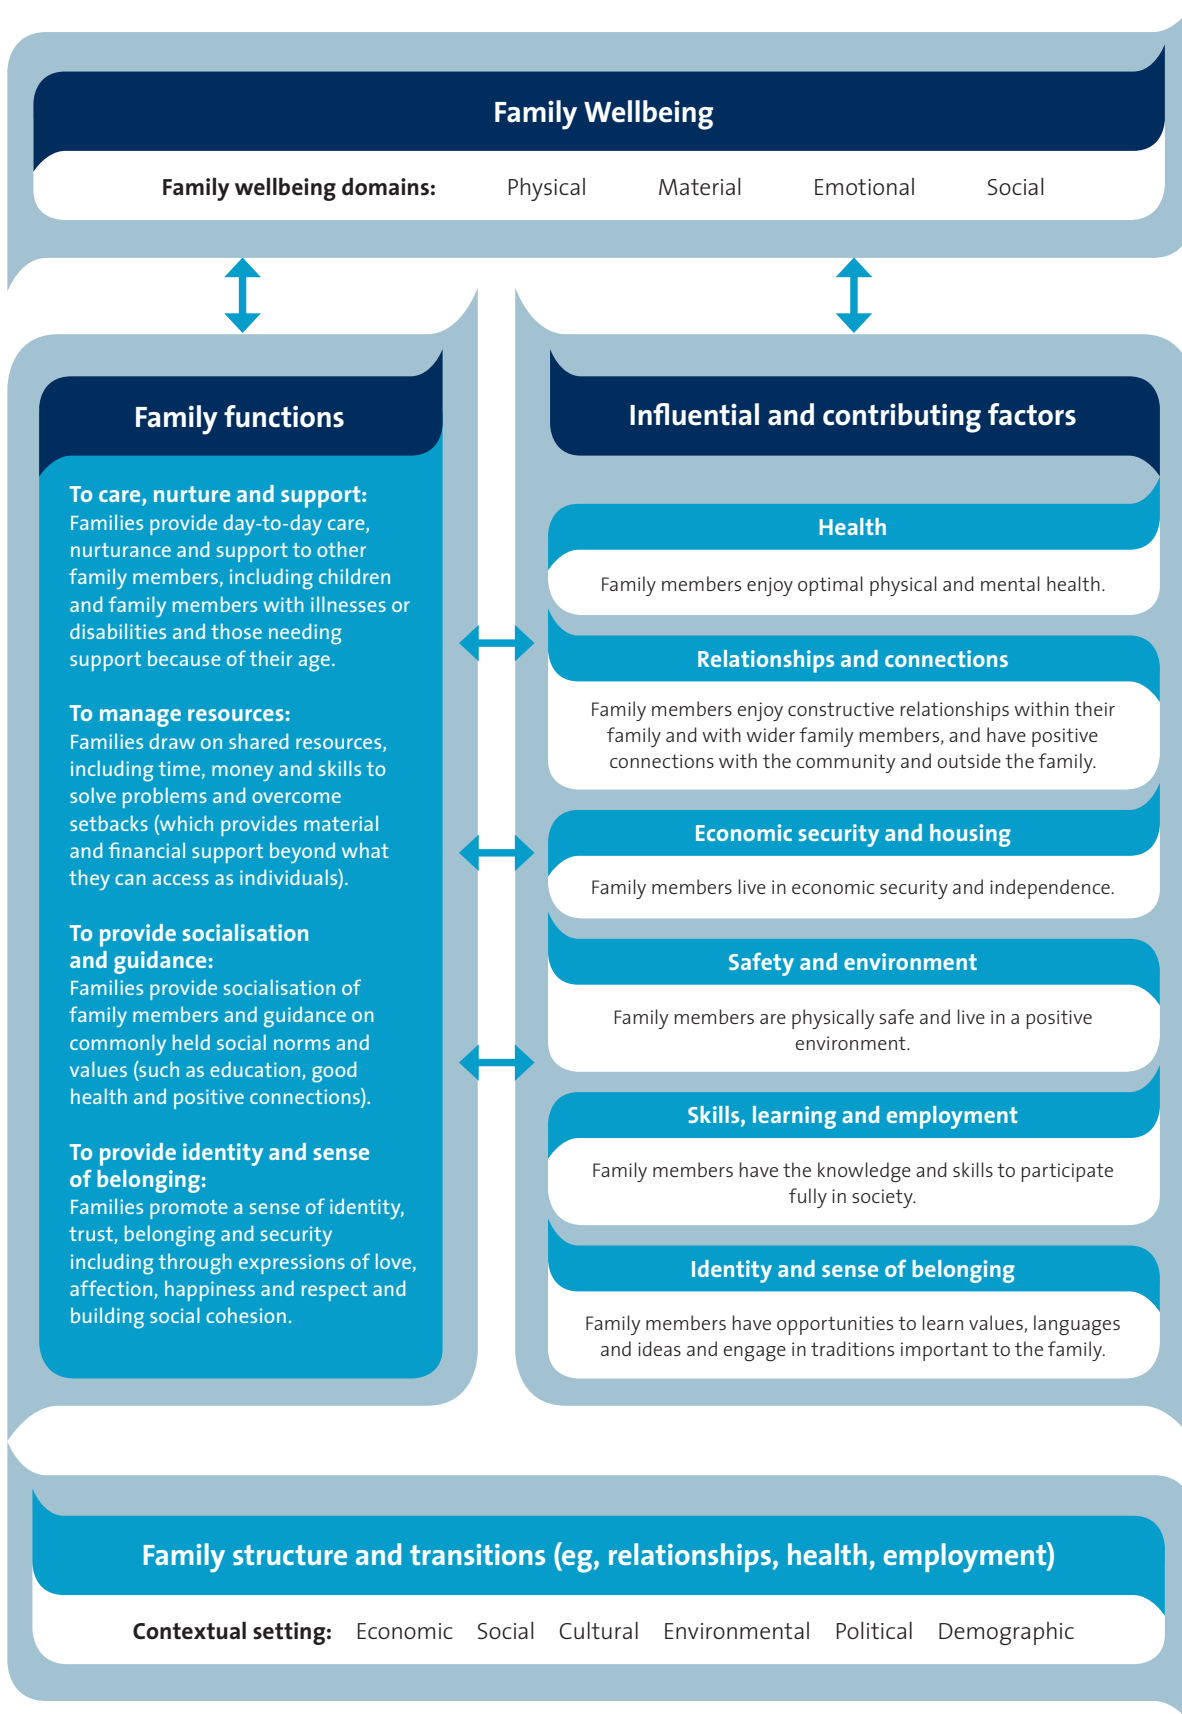 Family Wellbeing
Family wellbeing domains: Physical Material Emotional Social
Family functions
To care, nurture and support:
Families provide day-to-day care,
nurturance and support to other
family members, including children
and family members with illnesses or
disabilities and those needing
support because of their age.
To manage resources:
Families draw on shared resources,
including time, money and skills to
solve problems and overcome
setbacks (which provides material
and financial support beyond what
they can access as individuals).
To provide socialisation
and guidance:
Families provide socialisation of
family members and guidance on
commonly held social norms and
values (such as education, good
health and positive connections).
To provide identity and sense
of belonging:
Families promote a sense of identity,
trust, belonging and security
including through expressions of love,
affection, happiness and respect and
building social cohesion.
Influential and contributing factors
Health
Family members enjoy optimal physical and mental health.
Relationships and connections
Family members enjoy constructive relationships within their
family and with wider family members, and have positive
connections with the community and outside the family.
Economic security and housing
Family members live in economic security and independence.
Safety and environment
Family members are physically safe and live in a positive
environment.
Skills, learning and employment
Family members have the knowledge and skills to participate
fully in society.
Identity and sense of belonging
Family members have opportunities to learn values, languages
and ideas and engage in traditions important to the family.
Family structure and transitions (eg, relationships, health, employment)
Contextual setting: Economic Social Cultural Environmental Political Demographic